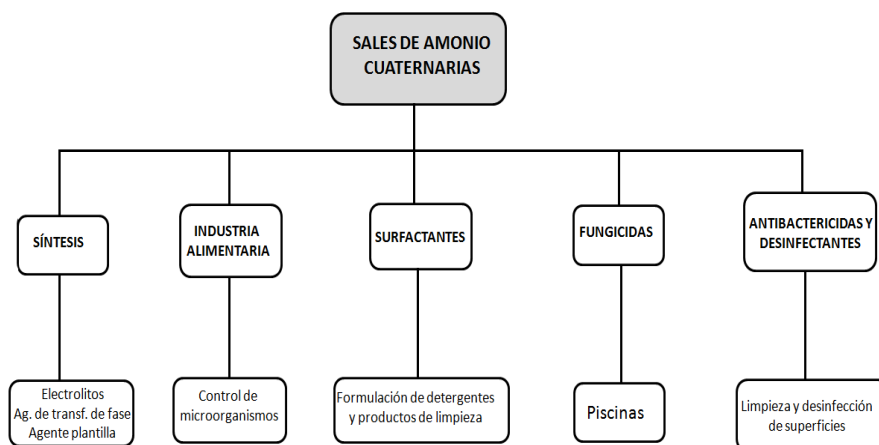 SALES DE AMONIO
CUATERNARIAS
SÍNTESIS
INDUSTRIA
ALIMENTARIA
SURFACTANTES
FUNGICIDAS
ANTIBACTERICIDAS Y
DESINFECTANTES
Electrolitos
Ag. de transf. de fase
Agente plantilla
Control de
microorganismos
Formulación de detergentes
y productos de limpieza
Piscinas
Limpieza y desinfección
de superficies